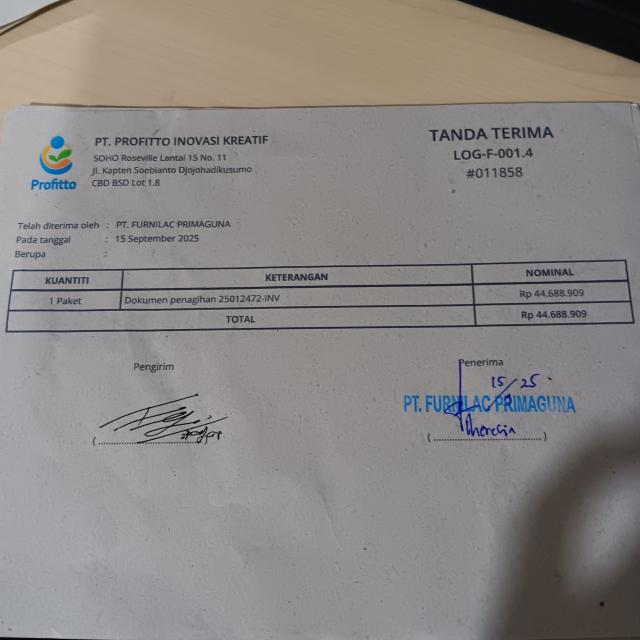 PT. PROFITTO INOVASI KREATIF
SOHO Roseville Lantai 15 No. 11
Jl. Kapten Soebianto Djojohadikusumo
CBD BSD Lot 1.8
Profitto
TANDA TERIMA
LOG-F-001.4
#011858
Telah diterima oleh : PT. FURNILAC PRIMAGUNA
Pada tanggal : 15 September 2025
Berupa :
KUANTITI KETERANGAN NOMINAL
1 Paket Dokumen penagihan 25012472-INV Rp 44.688.909
TOTAL Rp 44.688.909
Pengirim
Penerima
15/25
PT. FURNILAC PRIMAGUNA